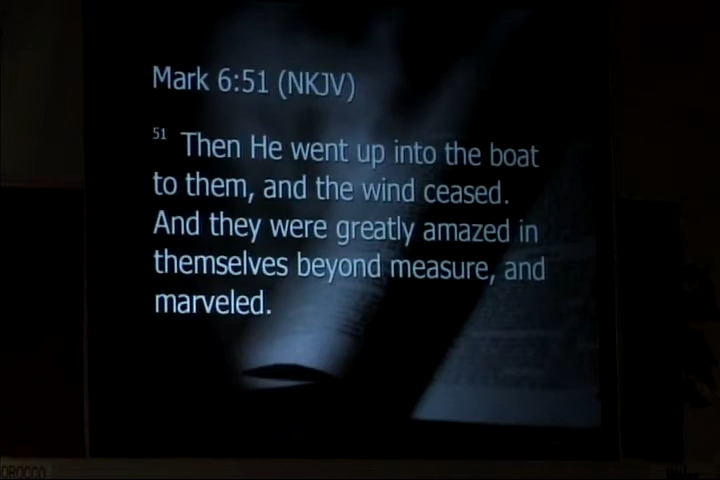 Mark 6:51 (NKJV)
51 Then He went up into the boat
to them, and the wind ceased.
And they were greatly amazed in
themselves beyond measure, and
marveled.
OROCCO